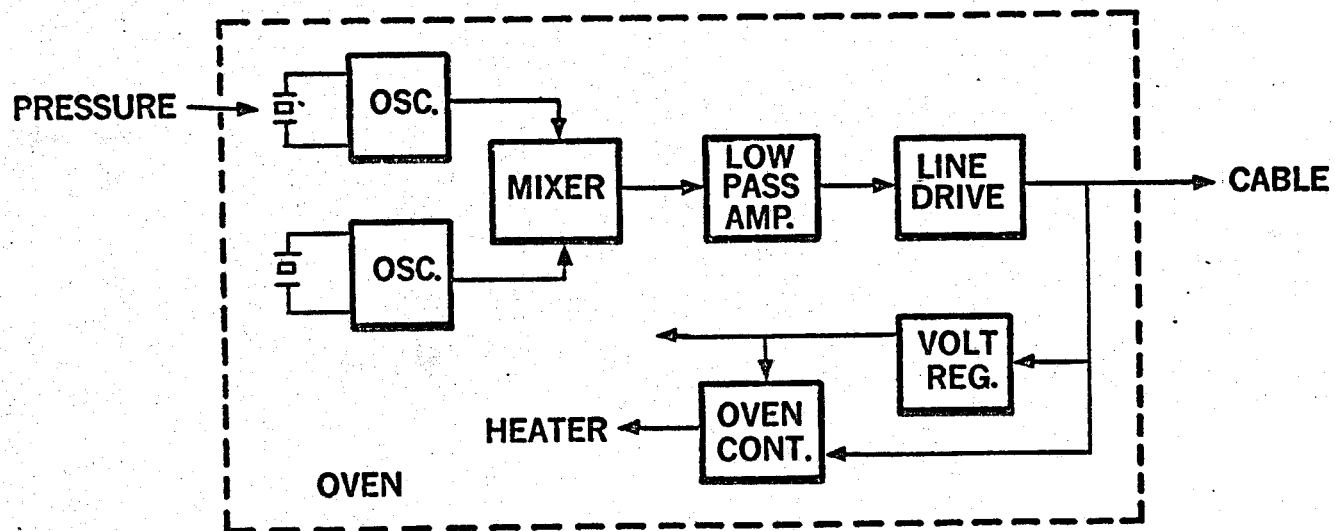 PRESSURE
OSC.
MIXER
OSC.
LOW
PASS
AMP.
LINE
DRIVE
CABLE
VOLT
REG.
OVEN
CONT.
HEATER
OVEN